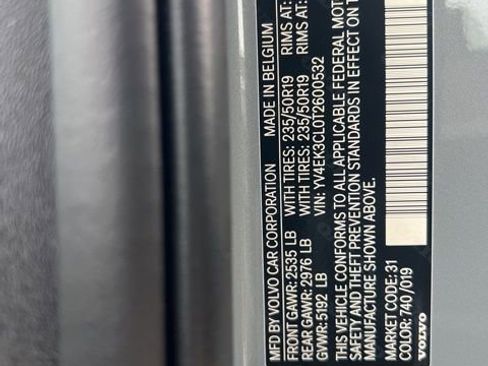 MFD BY VOLVO CAR CORPORATION MADE IN BELGIUM
FRONT GAWR: 2535 LB WITH TIRES: 235/50R19 RIMS AT:
REAR GAWR: 2976 LB WITH TIRES: 235/50R19 RIMS AT:
GVWR: 5192 LB VIN: YV4EK3CL0T2600532
THIS VEHICLE CONFORMS TO ALL APPLICABLE FEDERAL MOT
SAFETY AND THEFT PREVENTION STANDARDS IN EFFECT ON T
MANUFACTURE SHOWN ABOVE.
MARKET CODE: 31
COLOR: 740 /019
VOLVO